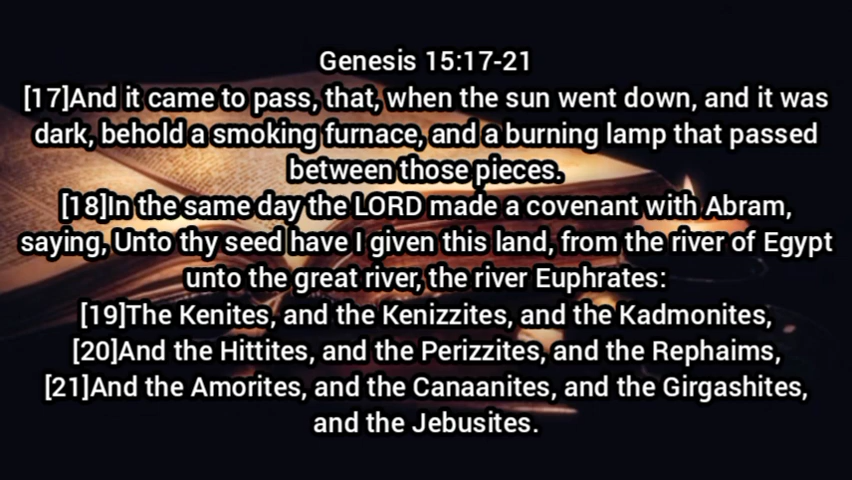 Genesis 15:17-21
[17]And it came to pass, that, when the sun went down, and it was
dark, behold a smoking furnace, and a burning lamp that passed
between those pieces.
[18]In the same day the LORD made a covenant with Abram,
saying, Unto thy seed have I given this land, from the river of Egypt
unto the great river, the river Euphrates:
[19]The Kenites, and the Kenizzites, and the Kadmonites,
[20]And the Hittites, and the Perizzites, and the Rephaims,
[21]And the Amorites, and the Canaanites, and the Girgashites,
and the Jebusites.